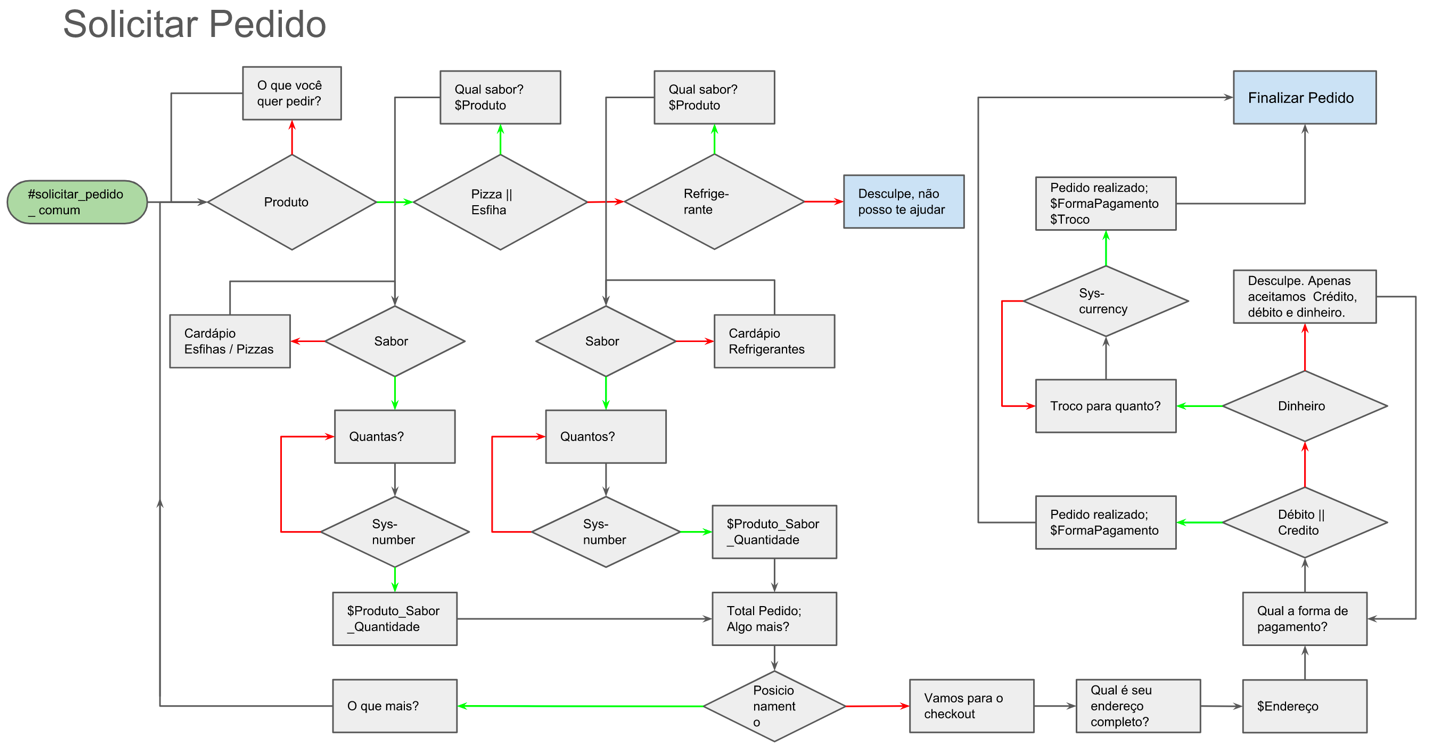 Solicitar Pedido
O que você
quer pedir?
Qual sabor?
$Produto
Qual sabor?
$Produto
Finalizar Pedido
#solicitar_pedido
_ comum
Produto
Pizza ||
Esfiha
Refrige-
rante
Desculpe, não
posso te ajudar
Pedido realizado;
$FormaPagamento
$Troco
Sys-
currency
Desculpe. Apenas
aceitamos  Crédito,
débito e dinheiro.
Cardápio
Esfihas / Pizzas
Sabor
Sabor
Cardápio
Refrigerantes
Troco para quanto?
Dinheiro
Quantas?
Quantos?
Sys-
number
Sys-
number
$Produto_Sabor
_Quantidade
Pedido realizado;
$FormaPagamento
Débito ||
Credito
$Produto_Sabor
_Quantidade
Total Pedido;
Algo mais?
Qual a forma de
pagamento?
O que mais?
Posicio
nament
o
Vamos para o
checkout
Qual é seu
endereço
completo?
$Endereço